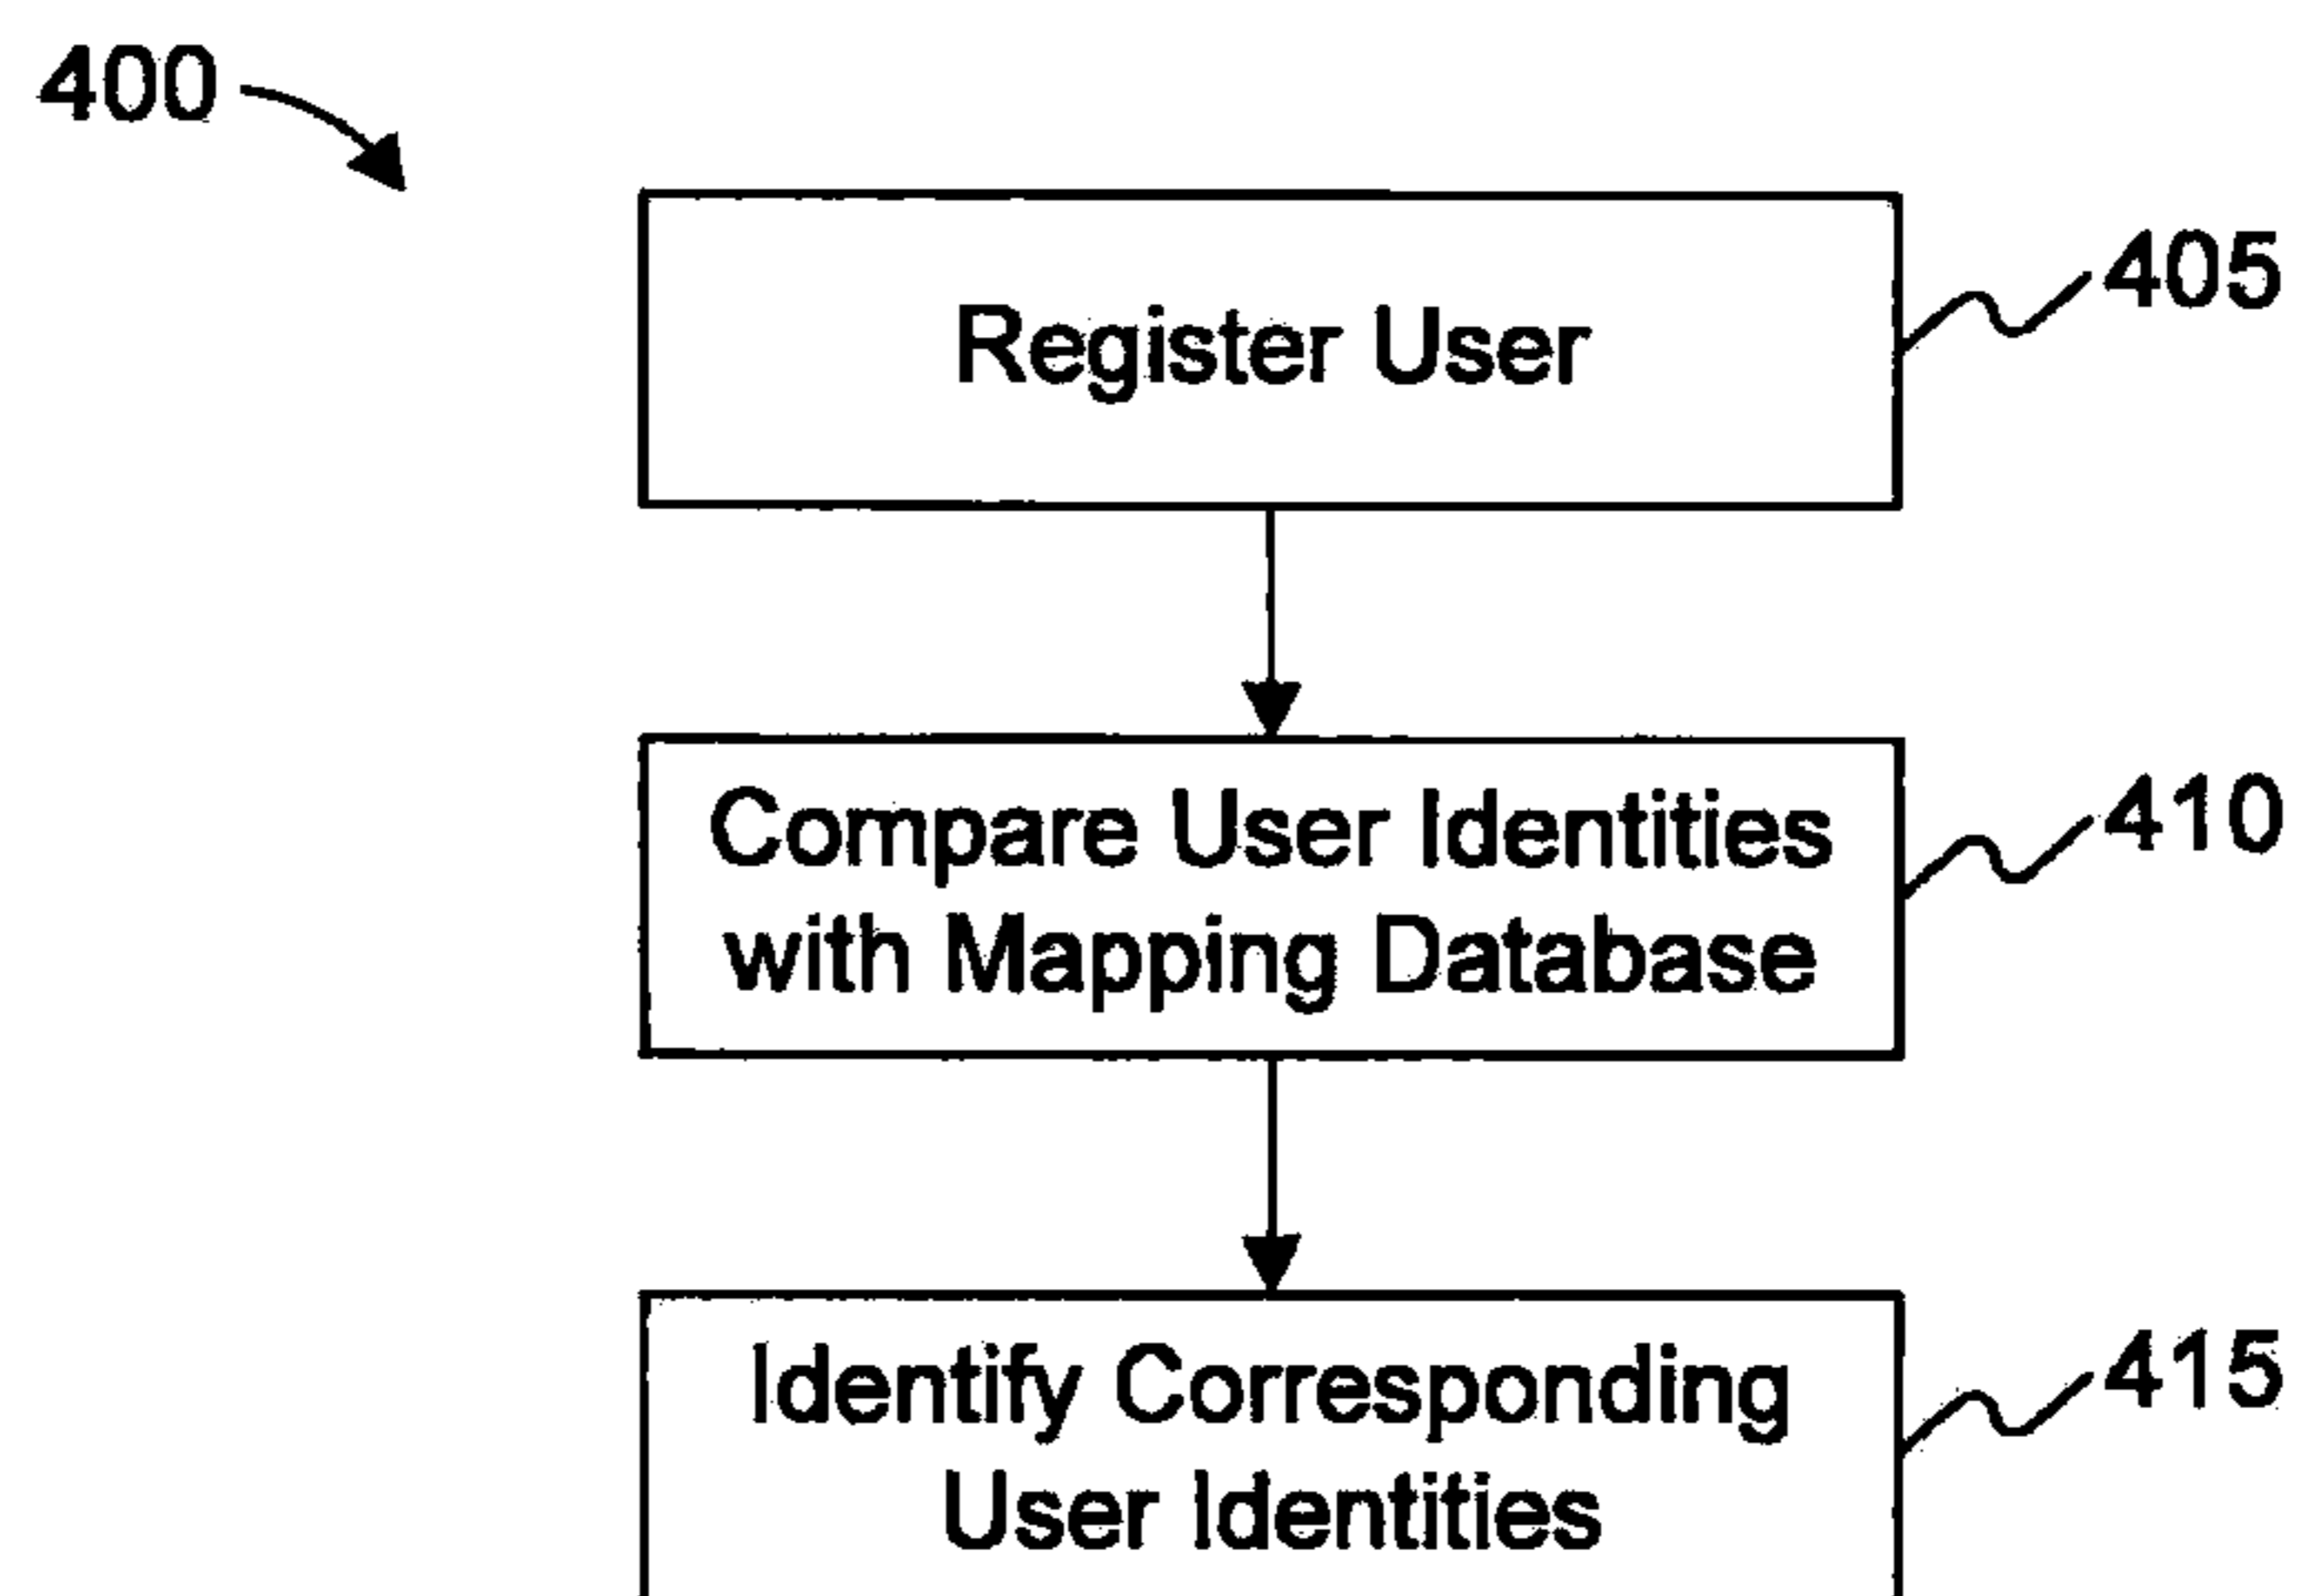 400
Register User
405
Compare User Identities
with Mapping Database
410
Identify Corresponding
User Identities
415